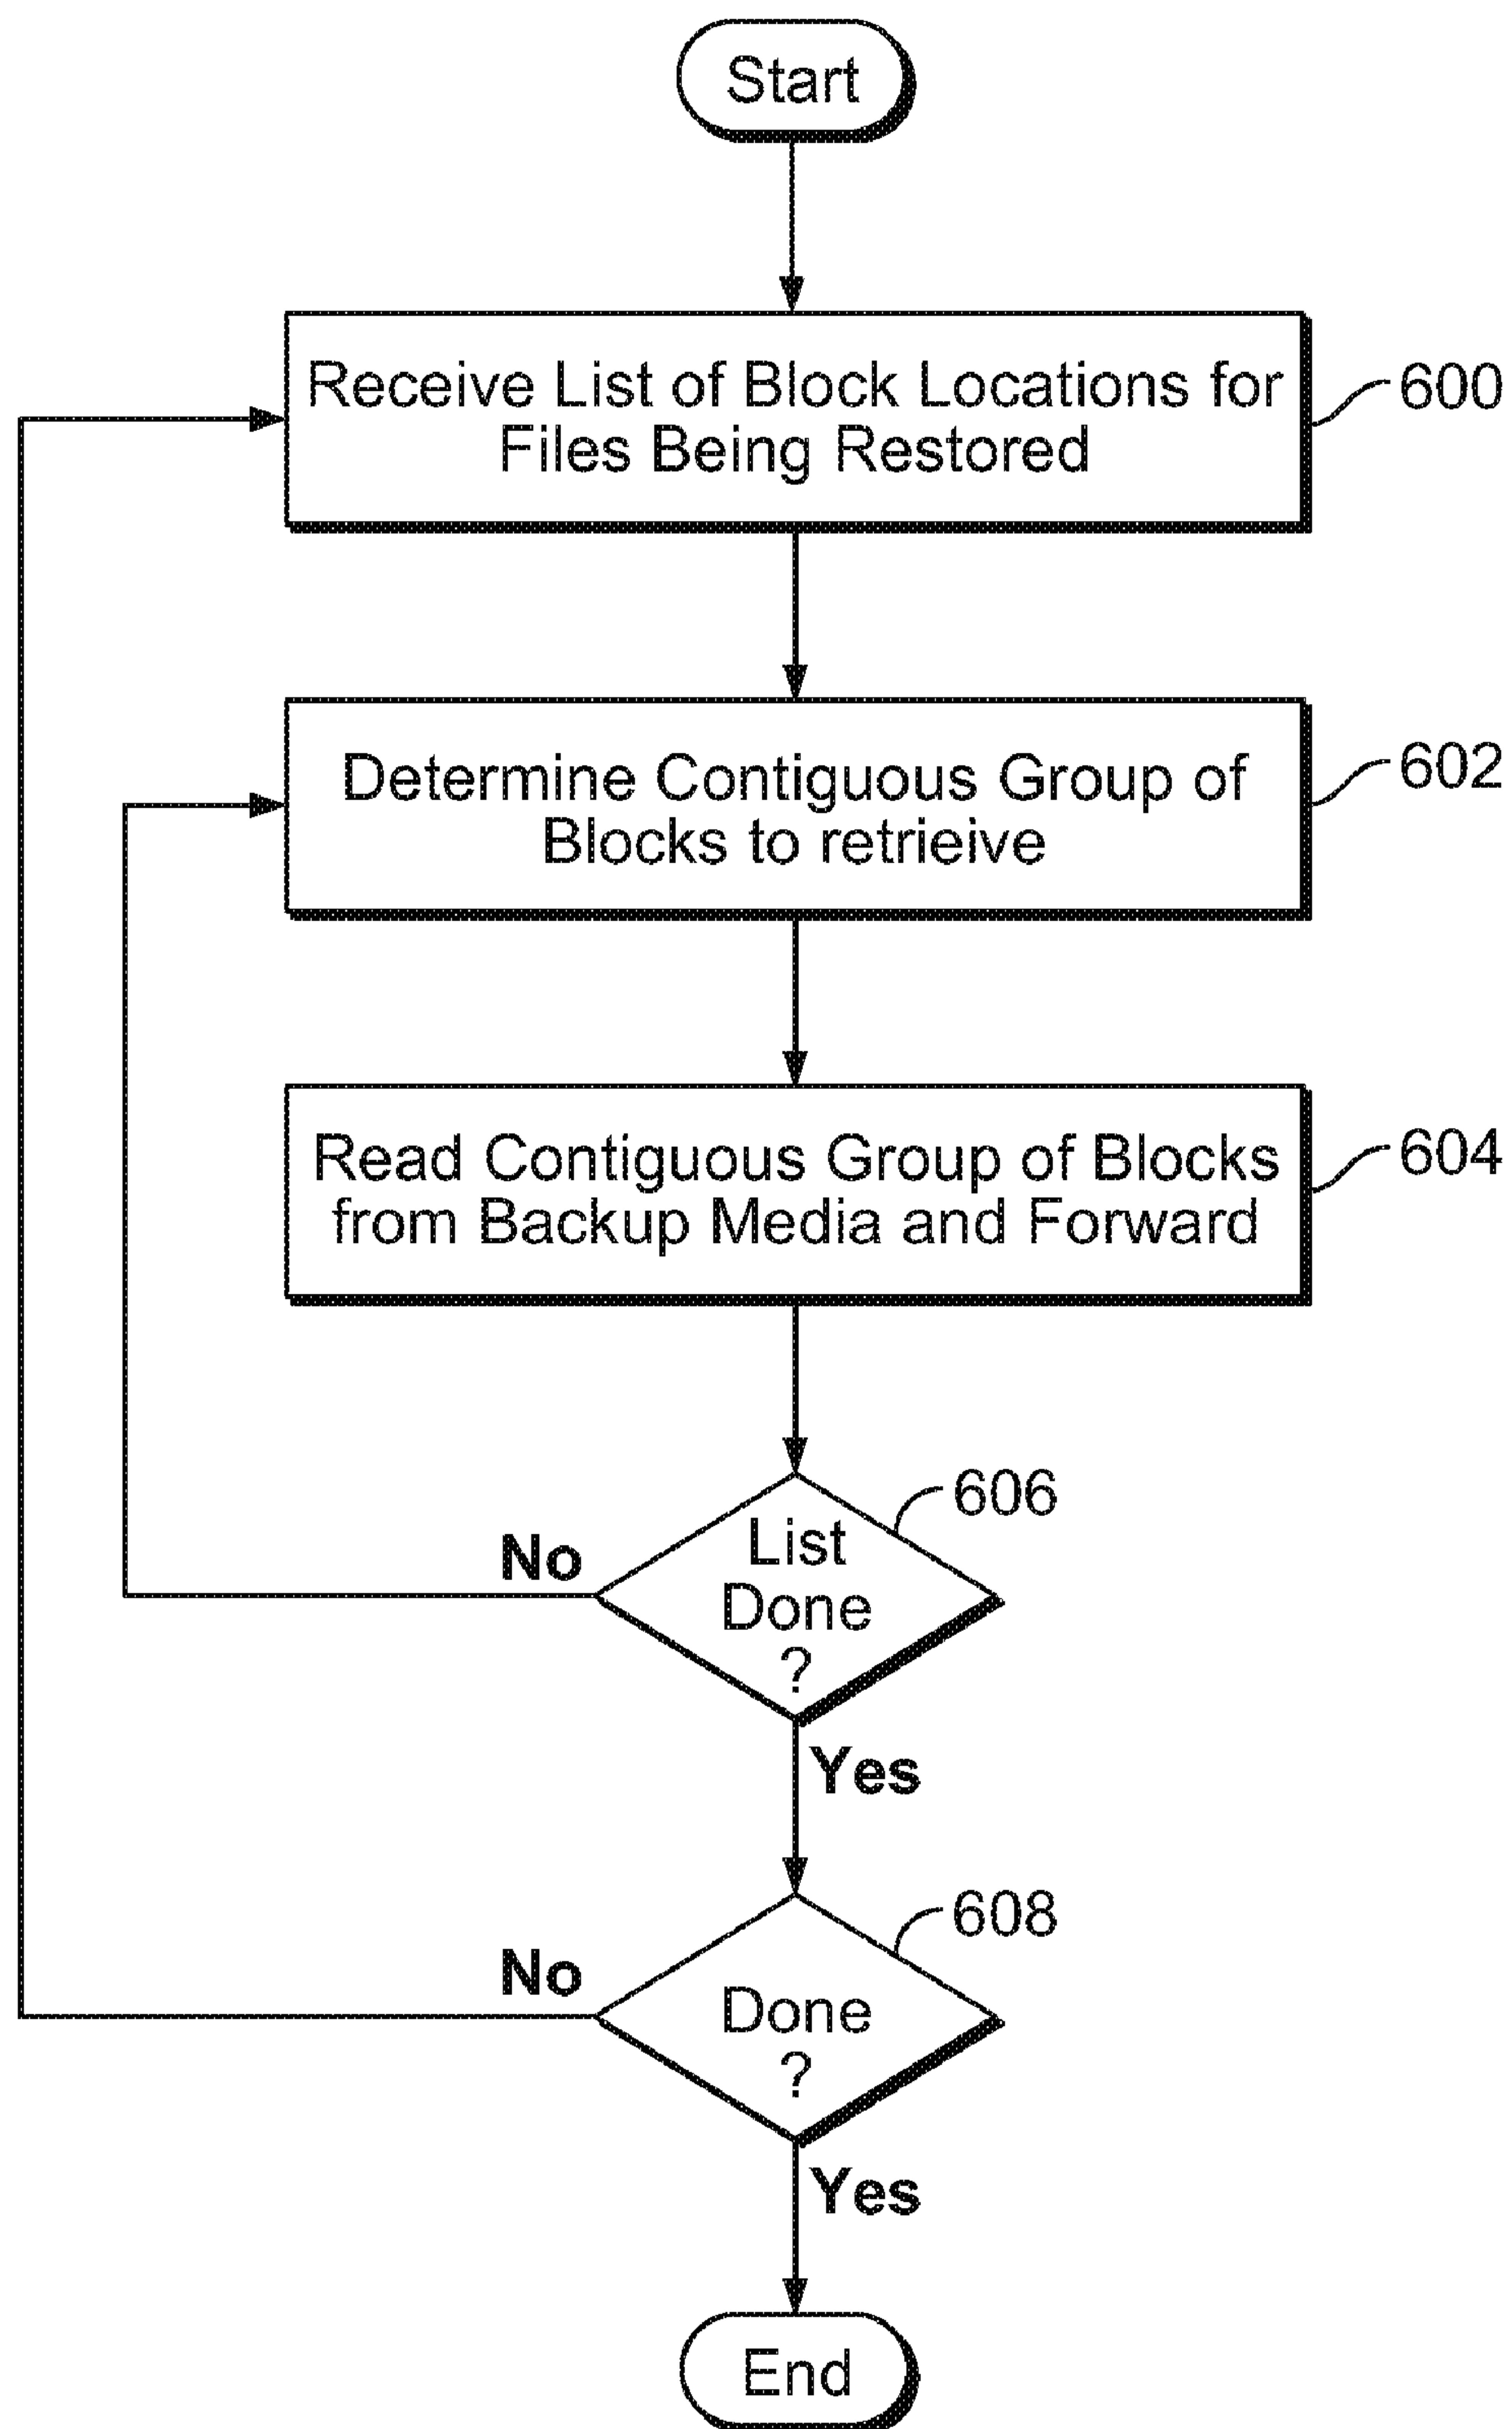 Start
Receive List of Block Locations for
Files Being Restored
600
Determine Contiguous Group of
Blocks to retrieive
602
Read Contiguous Group of Blocks
from Backup Media and Forward
604
606
List
Done
?
No
Yes
608
Done
?
No
Yes
End